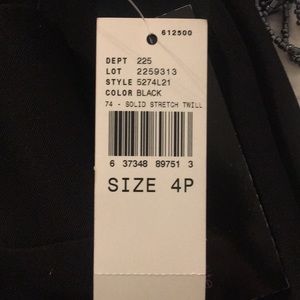 612500
DEPT 225
LOT 2259313
STYLE 5274L21
COLOR BLACK
74 - SOLID STRETCH TWILL
6 37348 89751 3
SIZE 4P